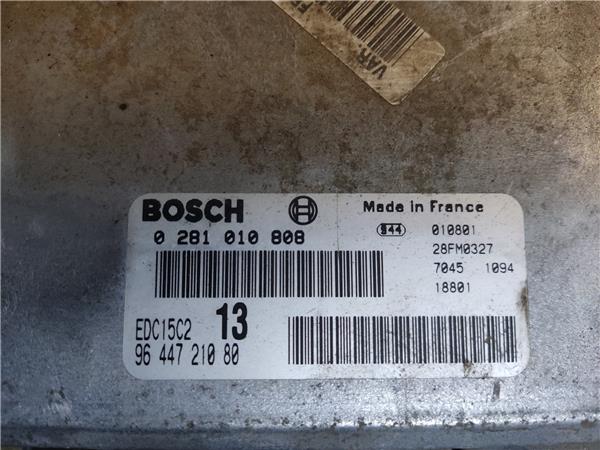 VAR.
BOSCH
Made in France
0 281 010 808
S44 010801
28FM0327
7045 1094
18801
EDC15C2 13
96 447 210 80